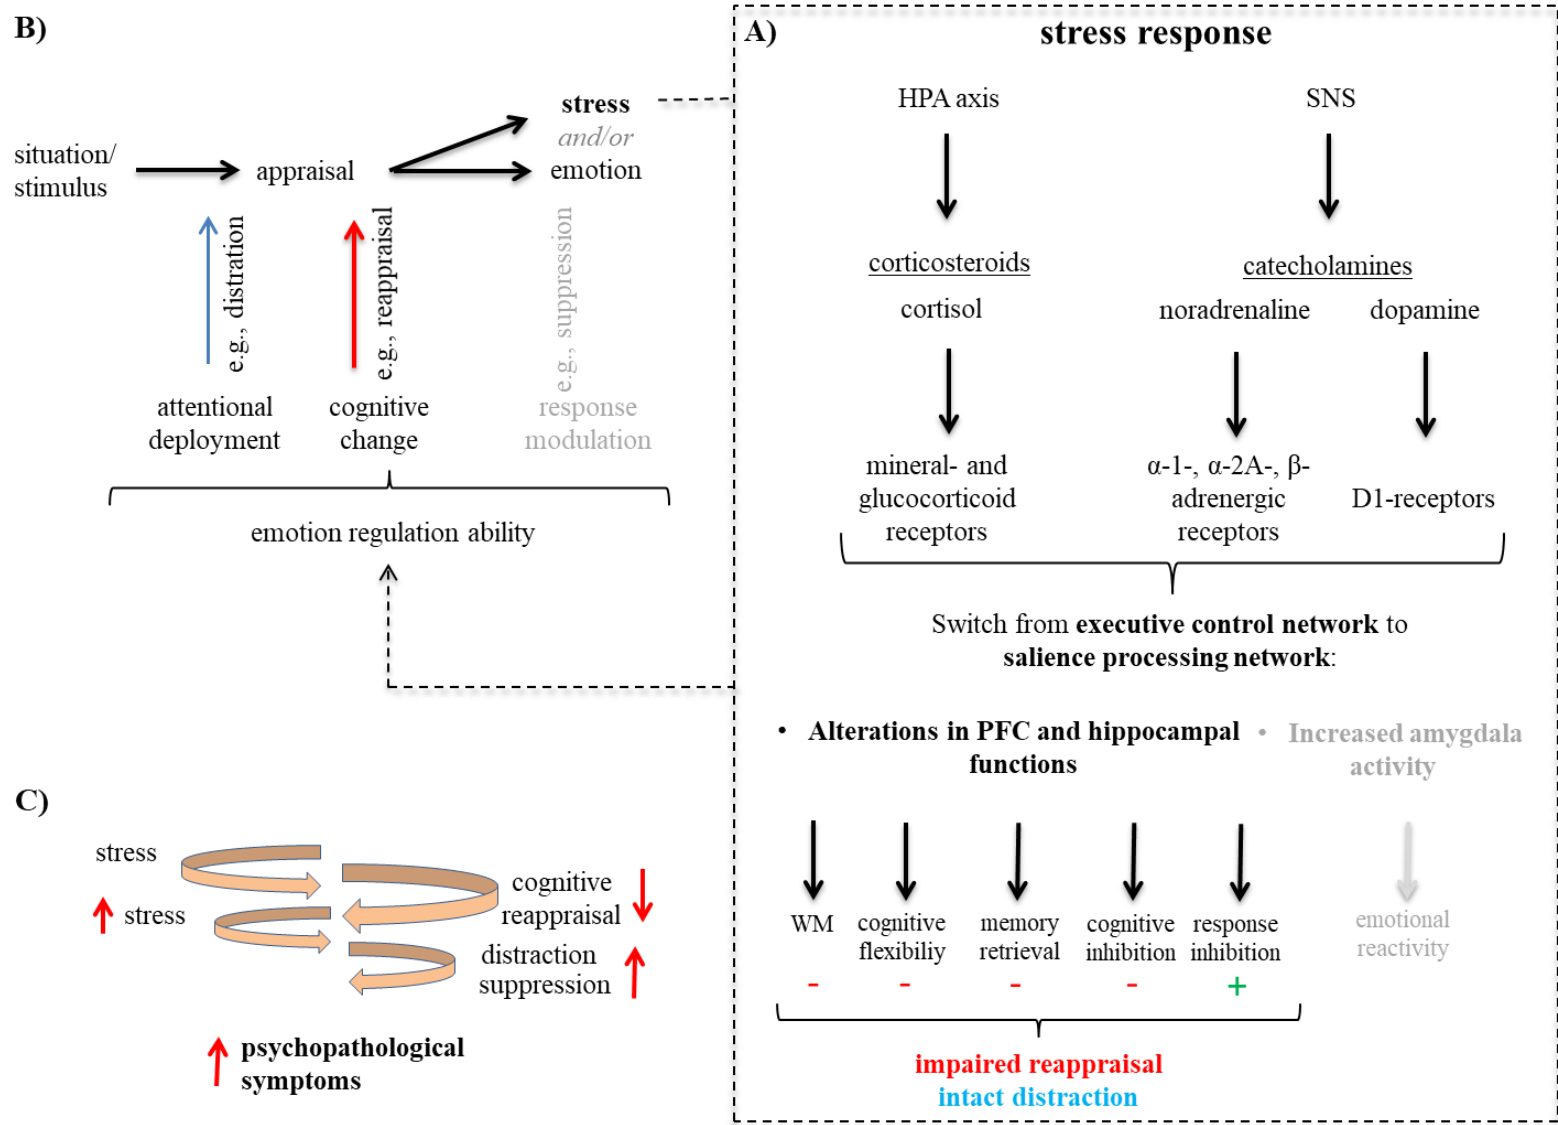 B)
situation/
stimulus
appraisal
stress
and/or
emotion
e.g., distration
e.g., reappraisal
e.g., suppression
attentional
deployment
cognitive
change
response
modulation
emotion regulation ability
A)
stress response
HPA axis
SNS
corticosteroids
catecholamines
cortisol
noradrenaline
dopamine
mineral- and
glucocorticoid
receptors
α-1-, α-2A-, β-
adrenergic
receptors
D1-receptors
Switch from executive control network to
salience processing network:
• Alterations in PFC and hippocampal
functions
• Increased amygdala
activity
WM
cognitive
flexibiliy
memory
retrieval
cognitive
inhibition
response
inhibition
emotional
reactivity
- - - - +
impaired reappraisal
intact distraction
C)
stress
stress
cognitive
reappraisal
distraction
suppression
psychopathological
symptoms